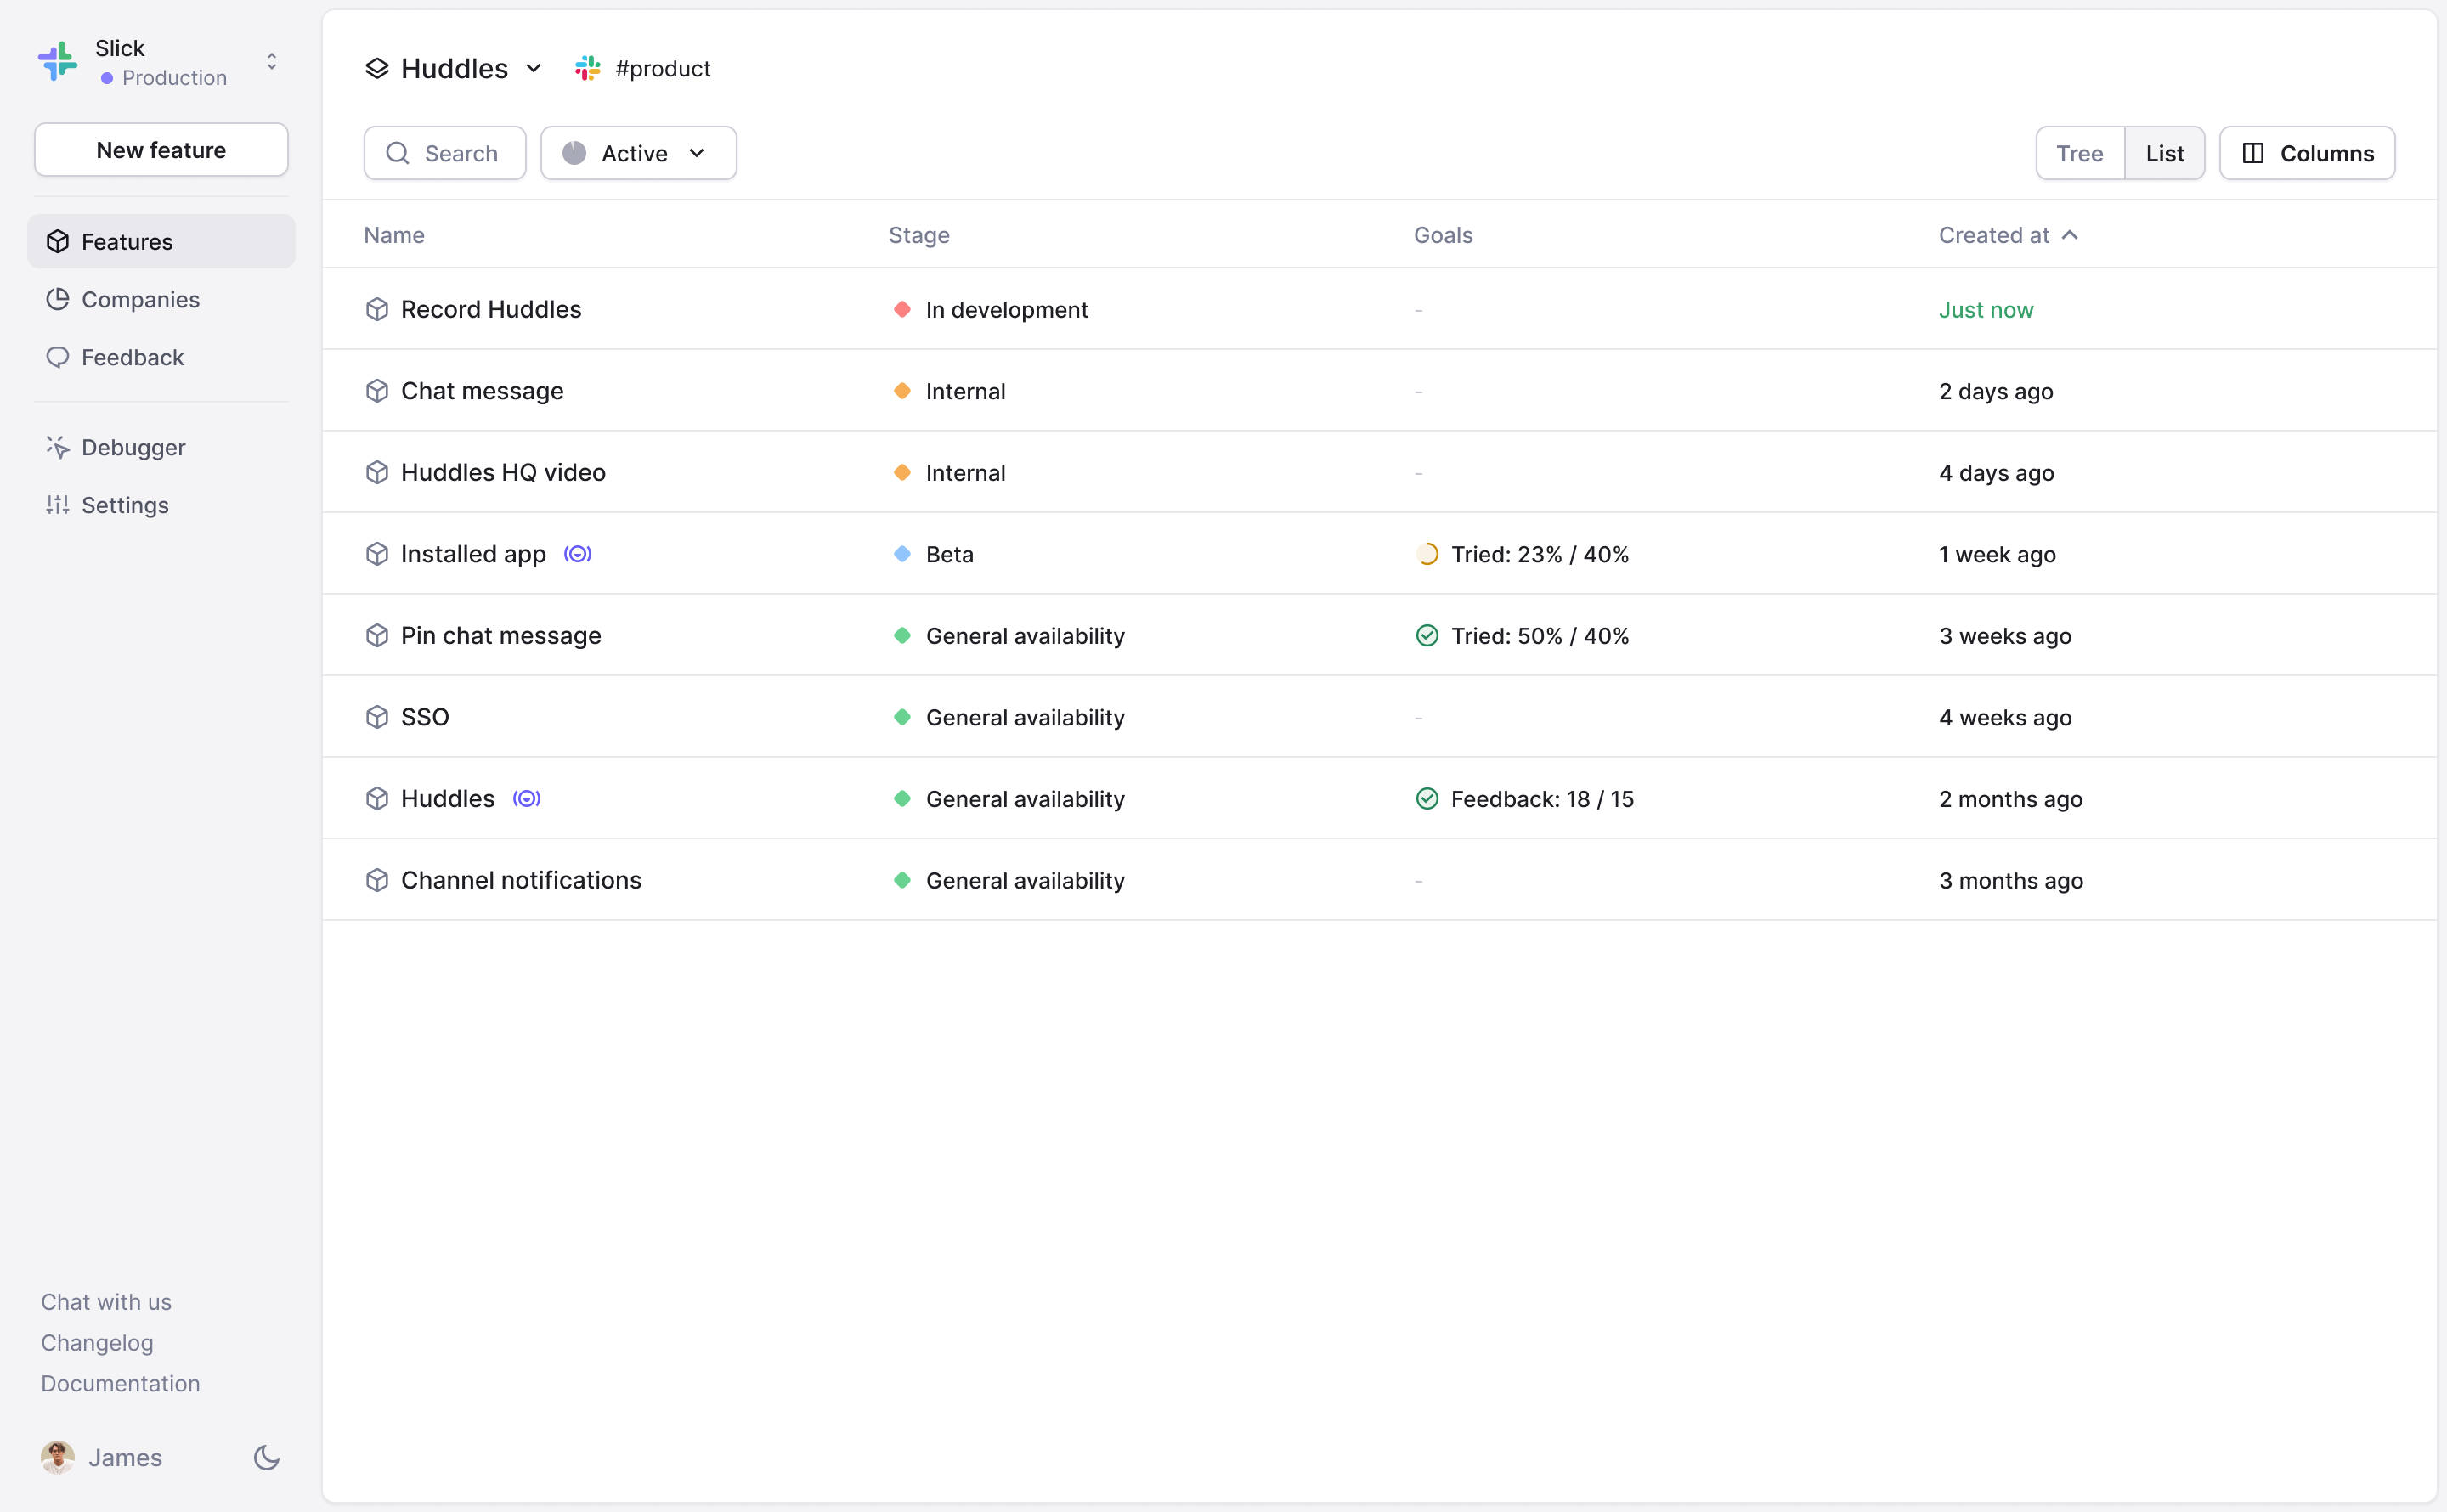 Slick
Production
New feature
Features
Companies
Feedback
Debugger
Settings
Chat with us
Changelog
Documentation
James
Huddles #product
Search Active Tree List Columns
Name Stage Goals Created at
Record Huddles In development - Just now
Chat message Internal - 2 days ago
Huddles HQ video Internal - 4 days ago
Installed app Beta Tried: 23% / 40% 1 week ago
Pin chat message General availability Tried: 50% / 40% 3 weeks ago
SSO General availability - 4 weeks ago
Huddles General availability Feedback: 18 / 15 2 months ago
Channel notifications General availability - 3 months ago